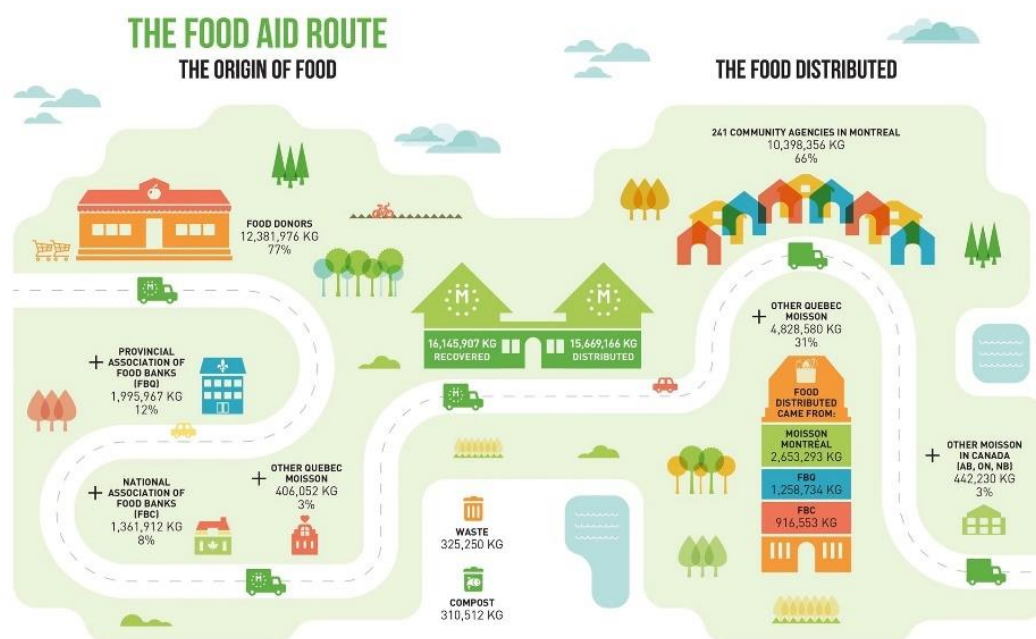 THE FOOD AID ROUTE
THE ORIGIN OF FOOD
FOOD DONORS
12,381,976 KG
77%
+ PROVINCIAL
ASSOCIATION OF
FOOD BANKS
(FBQ)
1,995,967 KG
12%
+ NATIONAL
ASSOCIATION OF
FOOD BANKS
(FBC)
1,361,912 KG
8%
+ OTHER QUEBEC
MOISSON
406,052 KG
3%
M
M
16,145,907 KG
RECOVERED
15,669,166 KG
DISTRIBUTED
WASTE
325,250 KG
COMPOST
310,512 KG
THE FOOD DISTRIBUTED
241 COMMUNITY AGENCIES IN MONTREAL
10,398,356 KG
66%
+ OTHER QUEBEC
MOISSON
4,828,580 KG
31%
FOOD
DISTRIBUTED
CAME FROM:
MOISSON
MONTRÉAL
2,653,293 KG
FBQ
1,258,734 KG
FBC
916,553 KG
+ OTHER MOISSON
IN CANADA
(AB, ON, NB)
442,230 KG
3%